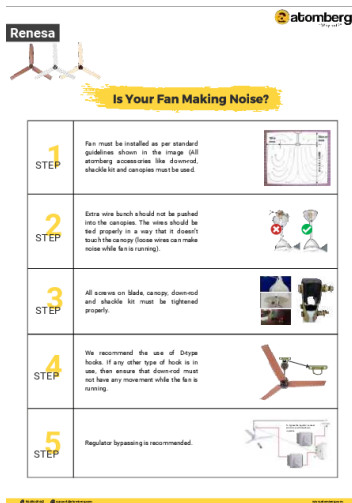 atomberg
Renesa
Is Your Fan Making Noise?
1
STEP
Fan must be installed as per standard
guidelines shown in the image (All
atomberg accessories like down-rod,
shackle kit and canopies must be used.
2
STEP
Extra wire bunch should not be pushed
into the canopies. The wires should be
tied properly in a way that it doesn't
touch the canopy (loose wires can make
noise while fan is running).
3
STEP
All screws on blade, canopy, down-rod
and shackle kit must be tightened
properly.
4
STEP
We recommend the use of D-type
hooks. If any other type of hook is in
use, then ensure that down-rod must
not have any movement while the fan is
running.
5
STEP
Regulator bypassing is recommended.